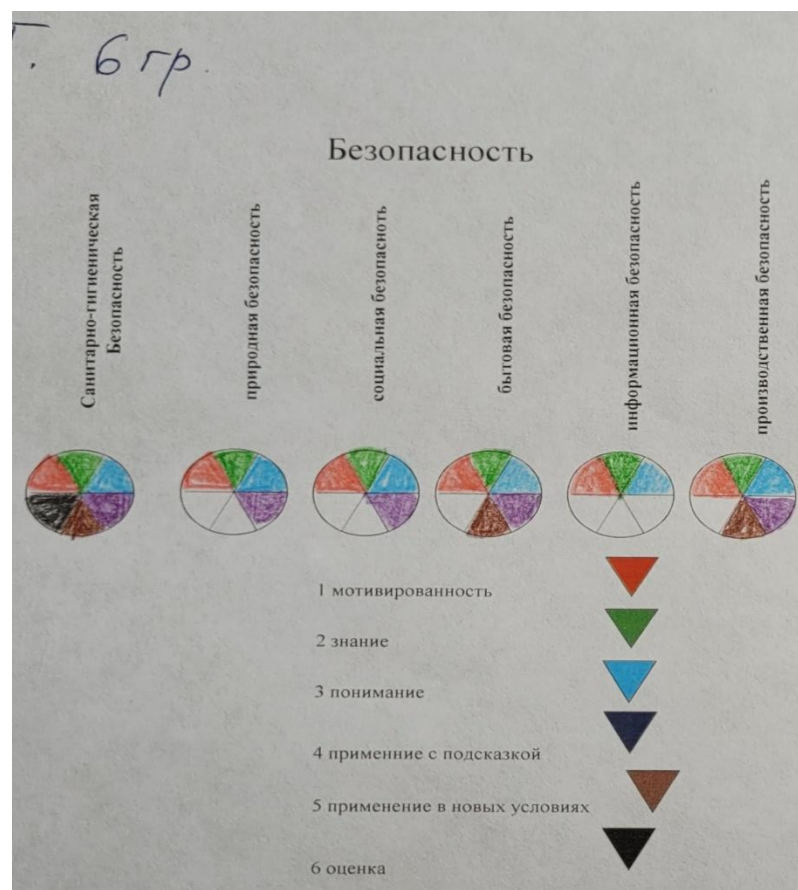 6 гр.
Безопасность
Санитарно-гигиеническая
Безопасность
природная безопасность
социальная безопасноть
бытовая безопасность
информационная безопасность
производственная безопасность
1 мотивированность
2 знание
3 понимание
4 применние с подсказкой
5 применение в новых условиях
6 оценка